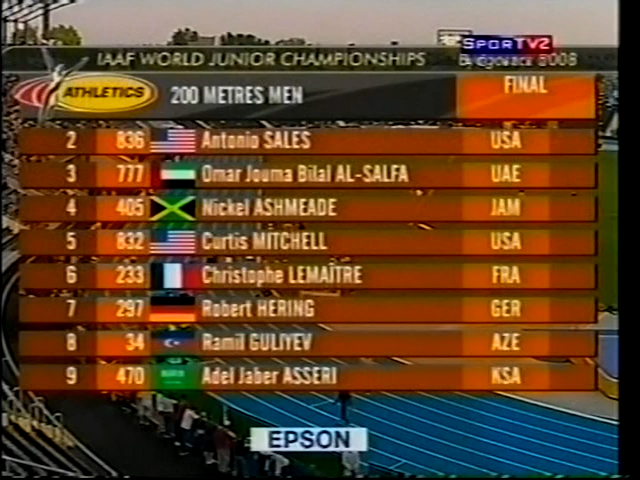 SPORTV2
IAAF WORLD JUNIOR CHAMPIONSHIPS Bydgoszcz 2008
ATHLETICS 200 METRES MEN FINAL
2 836 Antonio SALES USA
3 777 Omar Jouma Bilal AL-SALFA UAE
4 405 Nickel ASHMEADE JAM
5 832 Curtis MITCHELL USA
6 233 Christophe LEMAÎTRE FRA
7 297 Robert HERING GER
8 34 Ramil GULIYEV AZE
9 470 Adel Jaber ASSERI KSA
EPSON